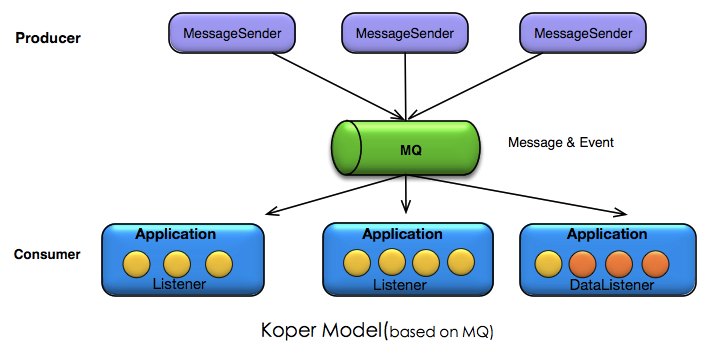 Producer
MessageSender
MessageSender
MessageSender
MQ
Message & Event
Consumer
Application
Listener
Application
Listener
Application
DataListener
Koper Model(based on MQ)